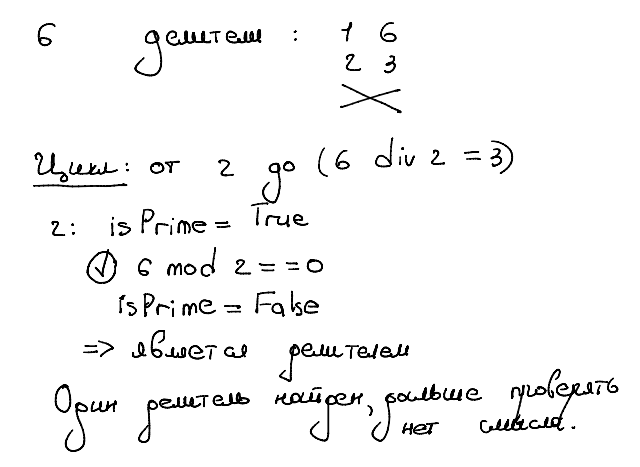 6 делители : 1 6
2 3
Цикл: от 2 до (6 div 2 = 3)
2: isPrime = True
6 mod 2 == 0
isPrime = False
=> является делителем
Один делитель найден, дальше проверять
нет смысла.